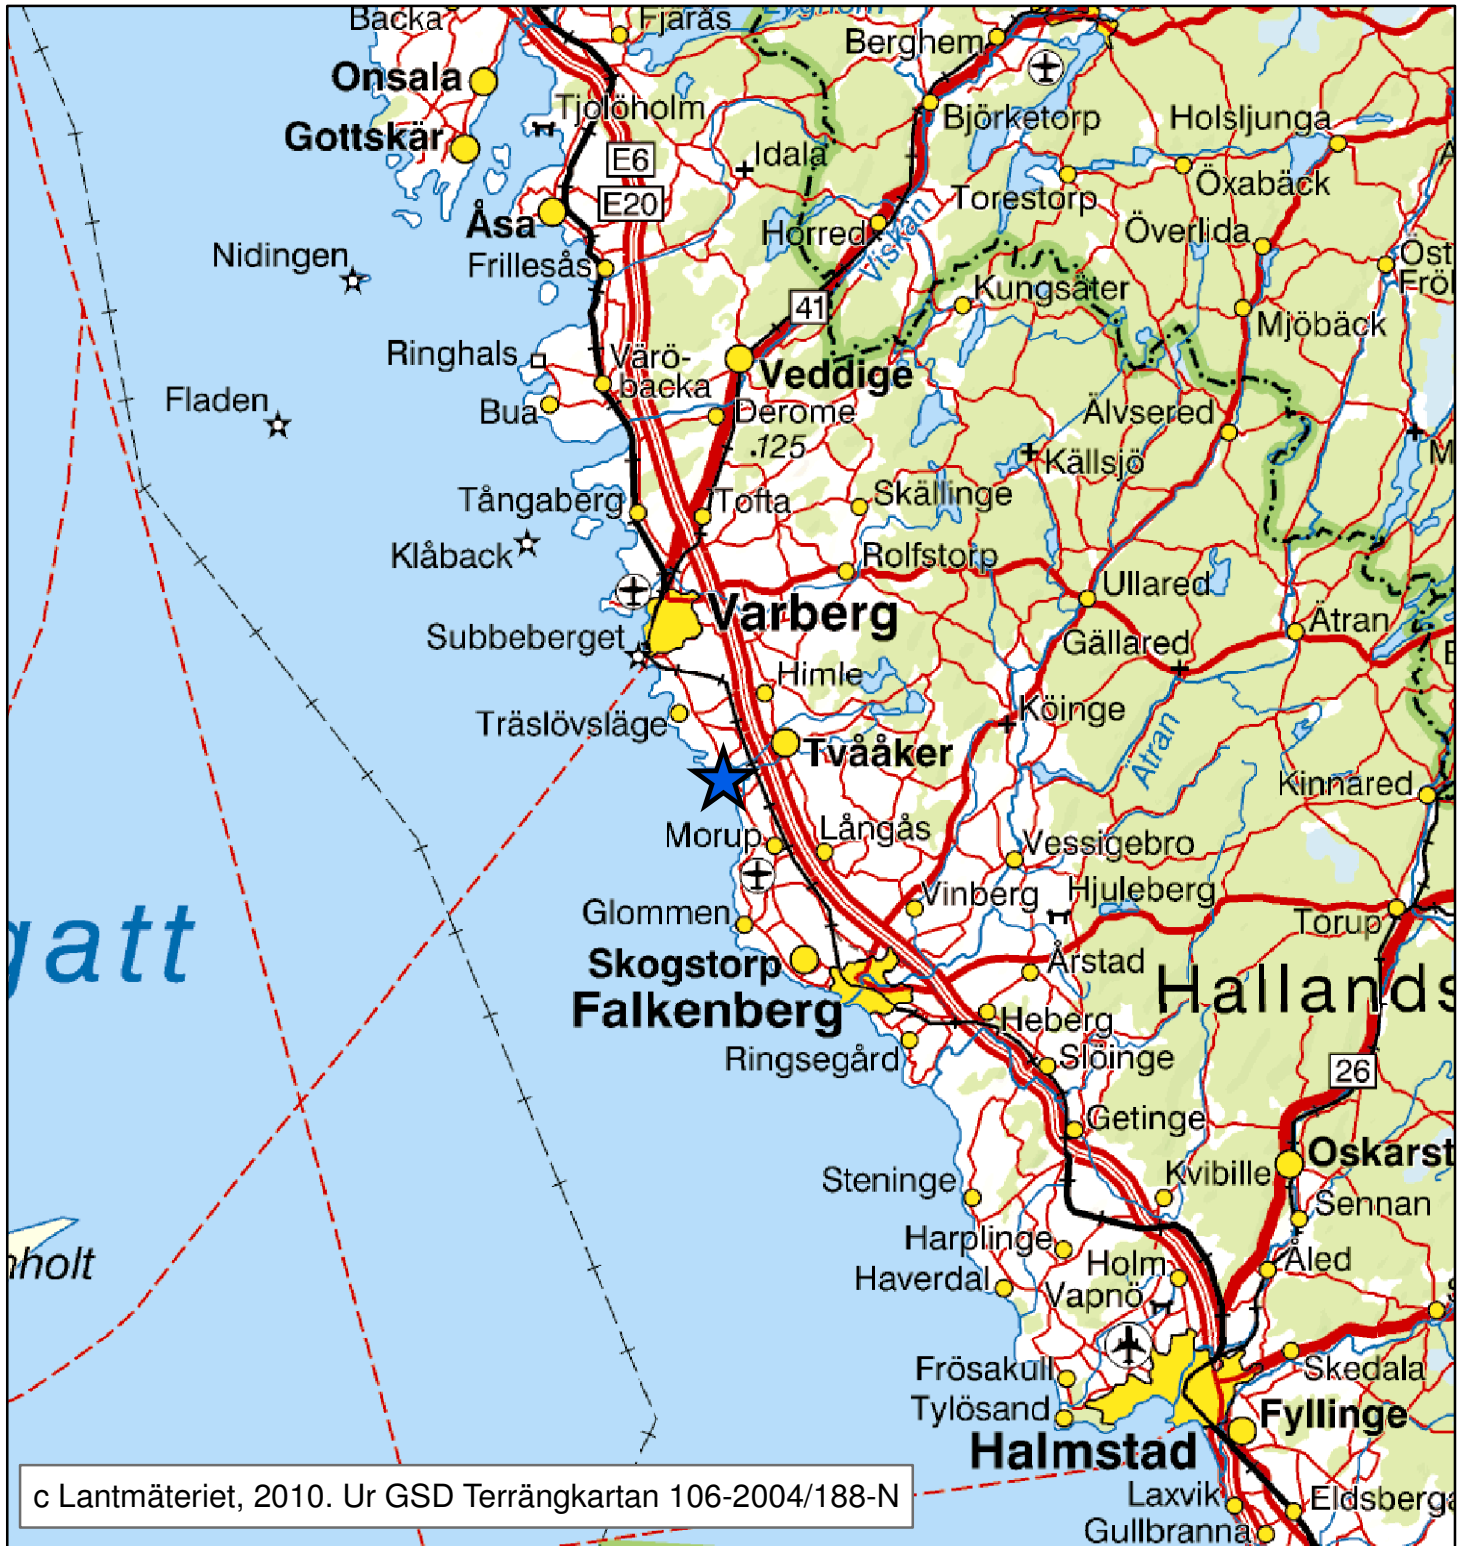 Backa
Fjärås
Onsala
Berghem
Tjolöholm
Björketorp
Holsljunga
Gottskär
E6
Idala
Torestorp
Öxabäck
E20
Åsa
Horred
Viskan
Överlida
Nidingen
Frillesås
Öst
Frö
Kungsäter
41
Mjöbäck
Ringhals
Värö-
backa
Veddige
Fladen
Bua
Derome
Älvsered
.125
Källsjö
M
Tångaberg
Tofta
Skällinge
Klåback
Rolfstorp
Ullared
Varberg
Ätran
Subbeberget
Gällared
Himle
Träslövsläge
Köinge
Tvååker
Ätran
Kinnared
Morup
Långås
Vessigebro
Vinberg
Hjuleberg
Glommen
Torup
gatt
Skogstorp
Årstad
Hallands
Falkenberg
Heberg
Ringsegård
Slöinge
26
Getinge
Oskarst
Steninge
Kvibille
Sennan
Harplinge
holt
Holm
Åled
Haverdal
Vapnö
Frösakull
Skedala
Tylösand
Fyllinge
Halmstad
c Lantmäteriet, 2010. Ur GSD Terrängkartan 106-2004/188-N
Laxvik
Eldsberga
Gullbranna